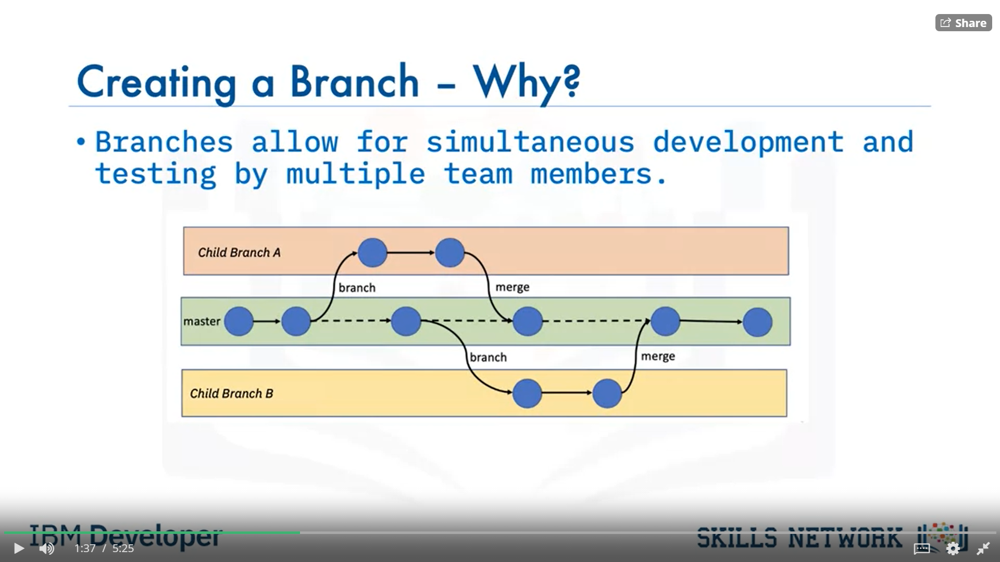 Share
Creating a Branch – Why?
• Branches allow for simultaneous development and
testing by multiple team members.
Child Branch A
branch
merge
master
branch
merge
Child Branch B
IBM Developer
SKILLS NETWORK
1:37 / 5:25